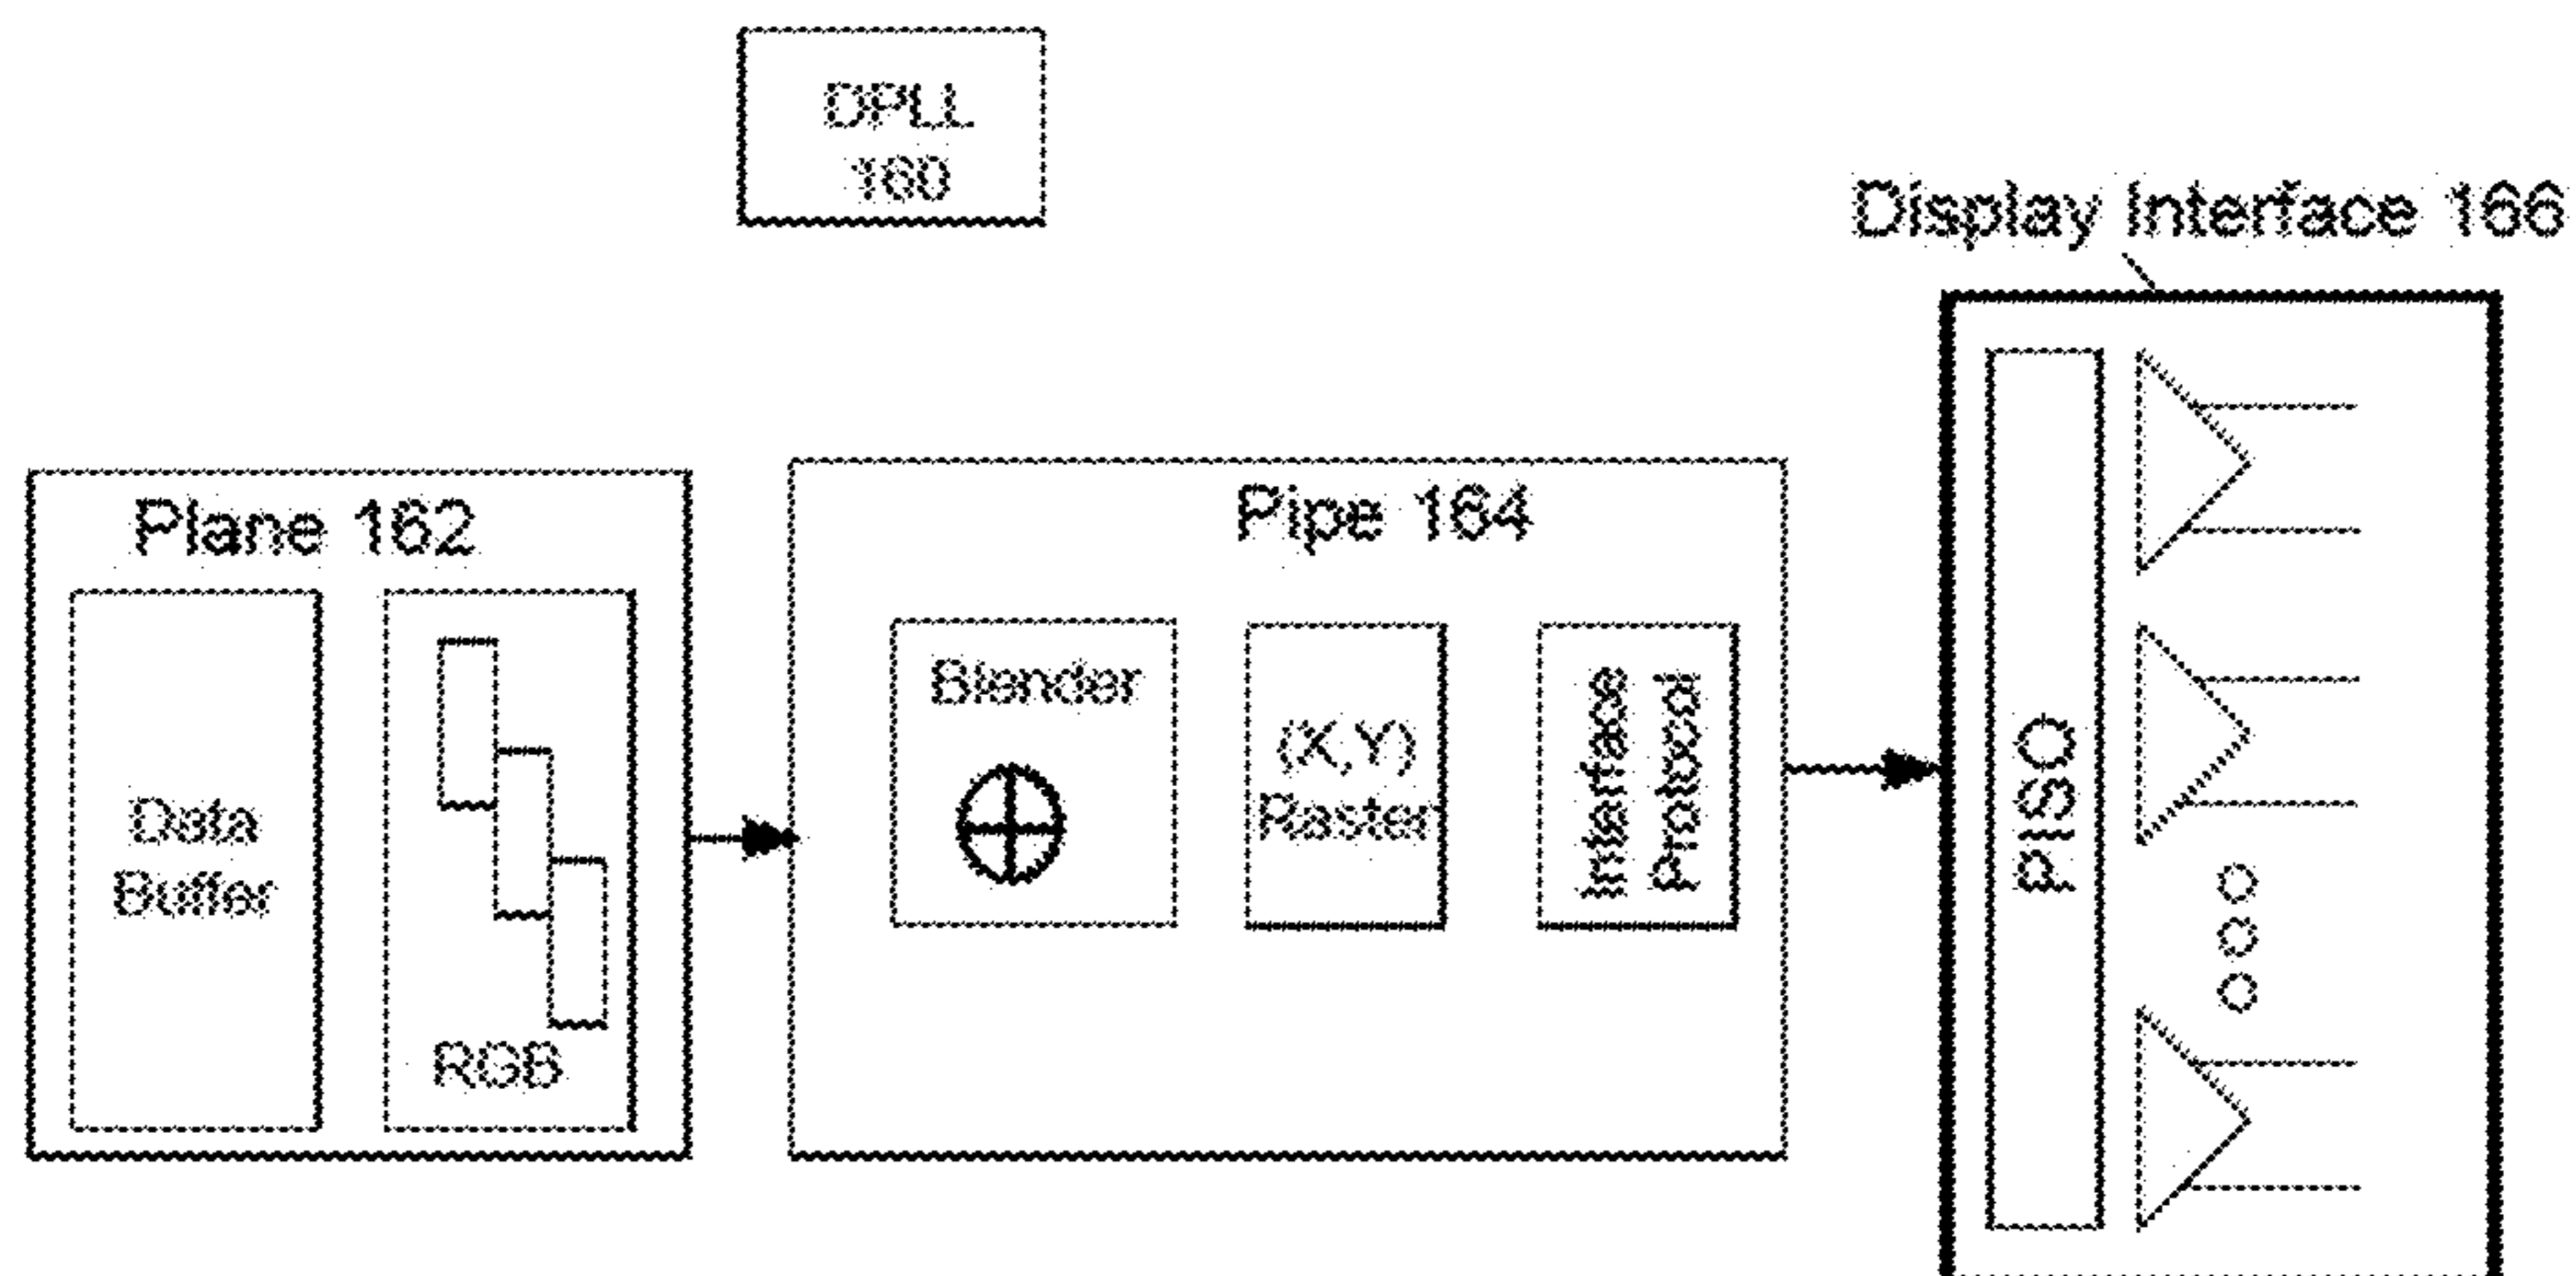 DPLL
160
Display Interface 166
Plane 162
Data
Buffer
RGB
Pipe 164
Blender
(X,Y)
Raster
Interface
Protocol
PISO